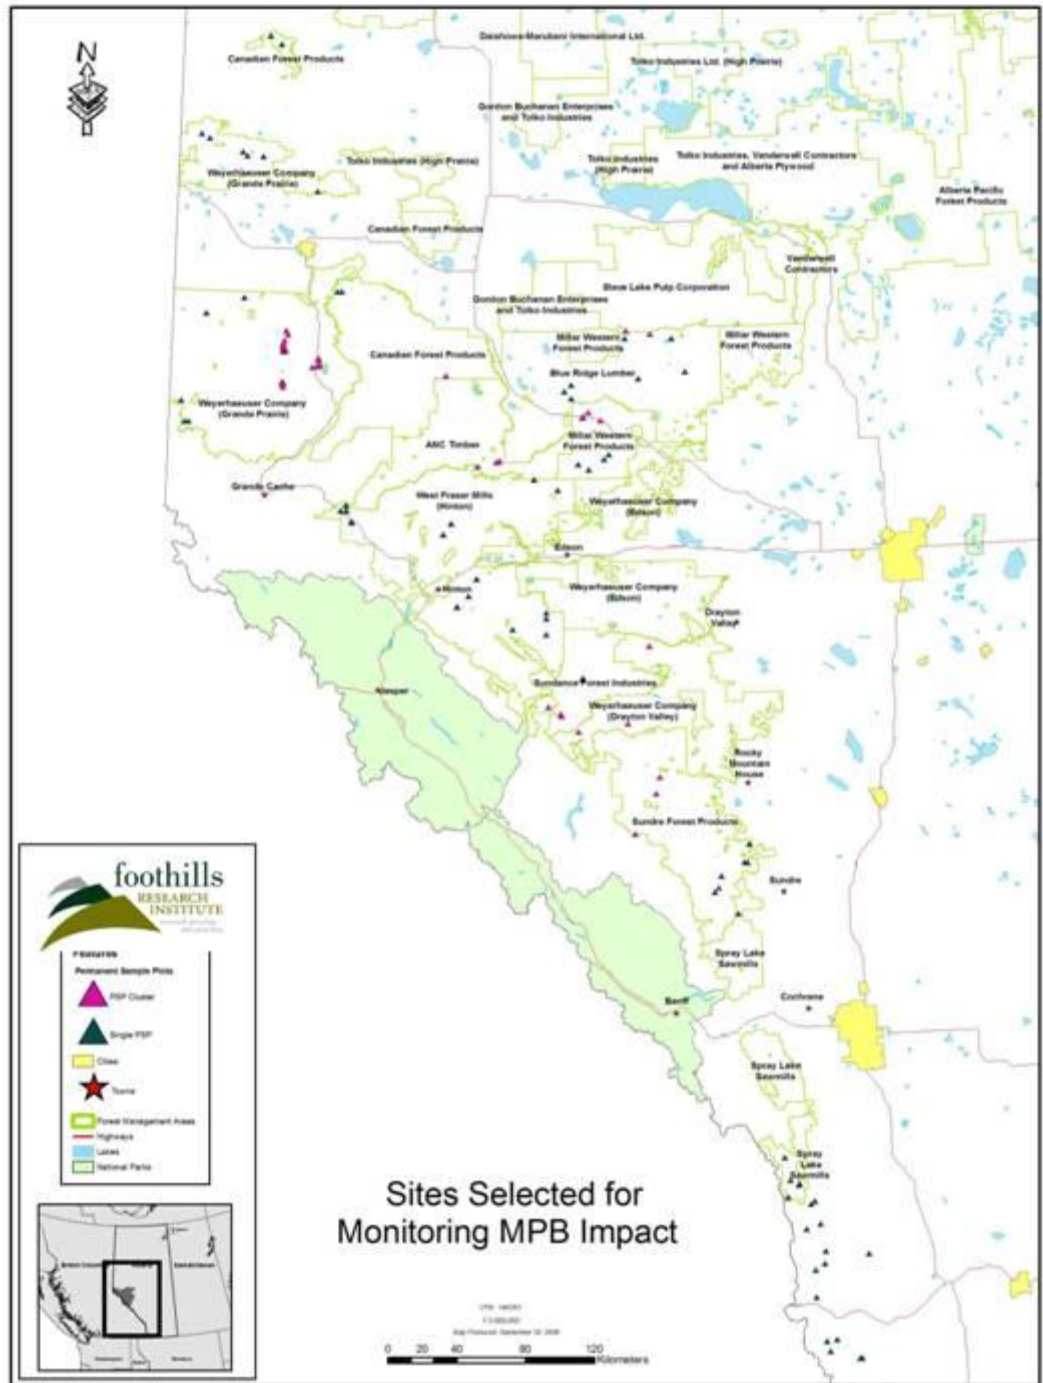 N
Canadian Forest Products
Daishowa-Marubeni International Ltd.
Tolko Industries Ltd. (High Prairie)
Gordon Buchanan Enterprises
and Tolko Industries
Tolko Industries (High Prairie)
Tolko Industries
(High Prairie)
Tolko Industries, Vanderwell Contractors
and Alberta Plywood
Weyerhaeuser Company
(Grande Prairie)
Alberta Pacific
Forest Products
Canadian Forest Products
Vanderwell
Contractors
Slave Lake Pulp Corporation
Gordon Buchanan Enterprises
and Tolko Industries
Millar Western
Forest Products
Millar Western
Forest Products
Canadian Forest Products
Blue Ridge Lumber
Weyerhaeuser Company
(Grande Prairie)
ANC Timber
Millar Western
Forest Products
Grande Cache
West Fraser Mills
(Hinton)
Weyerhaeuser Company
(Edson)
Edson
Hinton
Weyerhaeuser Company
(Edson)
Drayton
Valley
Jasper
Sundance Forest Industries
Weyerhaeuser Company
(Drayton Valley)
Rocky
Mountain
House
Sundre Forest Products
Sundre
Spray Lake
Sawmills
Banff
Cochrane
Spray Lake
Sawmills
Spray
Lake
Sawmills
foothills
RESEARCH
INSTITUTE
Features
Permanent Sample Plots
PSP Cluster
Single PSP
Cities
Towns
Forest Management Areas
Highways
Lakes
National Parks
Saskatchewan
Sites Selected for
Monitoring MPB Impact
0 20 40 80 120
Kilometers